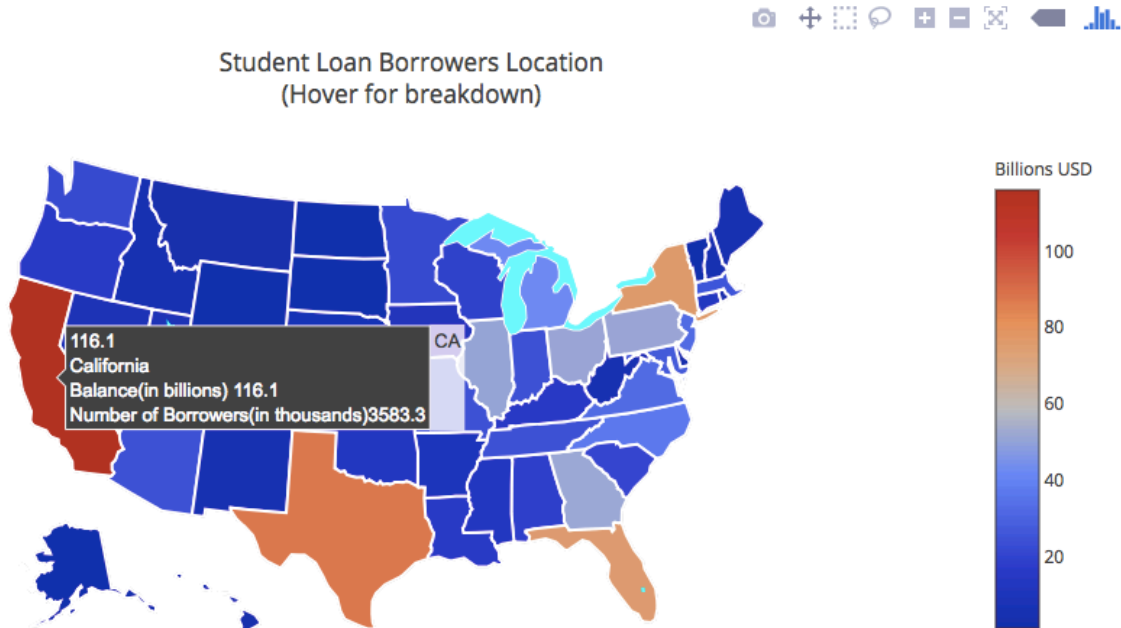 Student Loan Borrowers Location
(Hover for breakdown)
Billions USD
100
80
60
40
20
116.1
CA
California
Balance(in billions) 116.1
Number of Borrowers(in thousands)3583.3